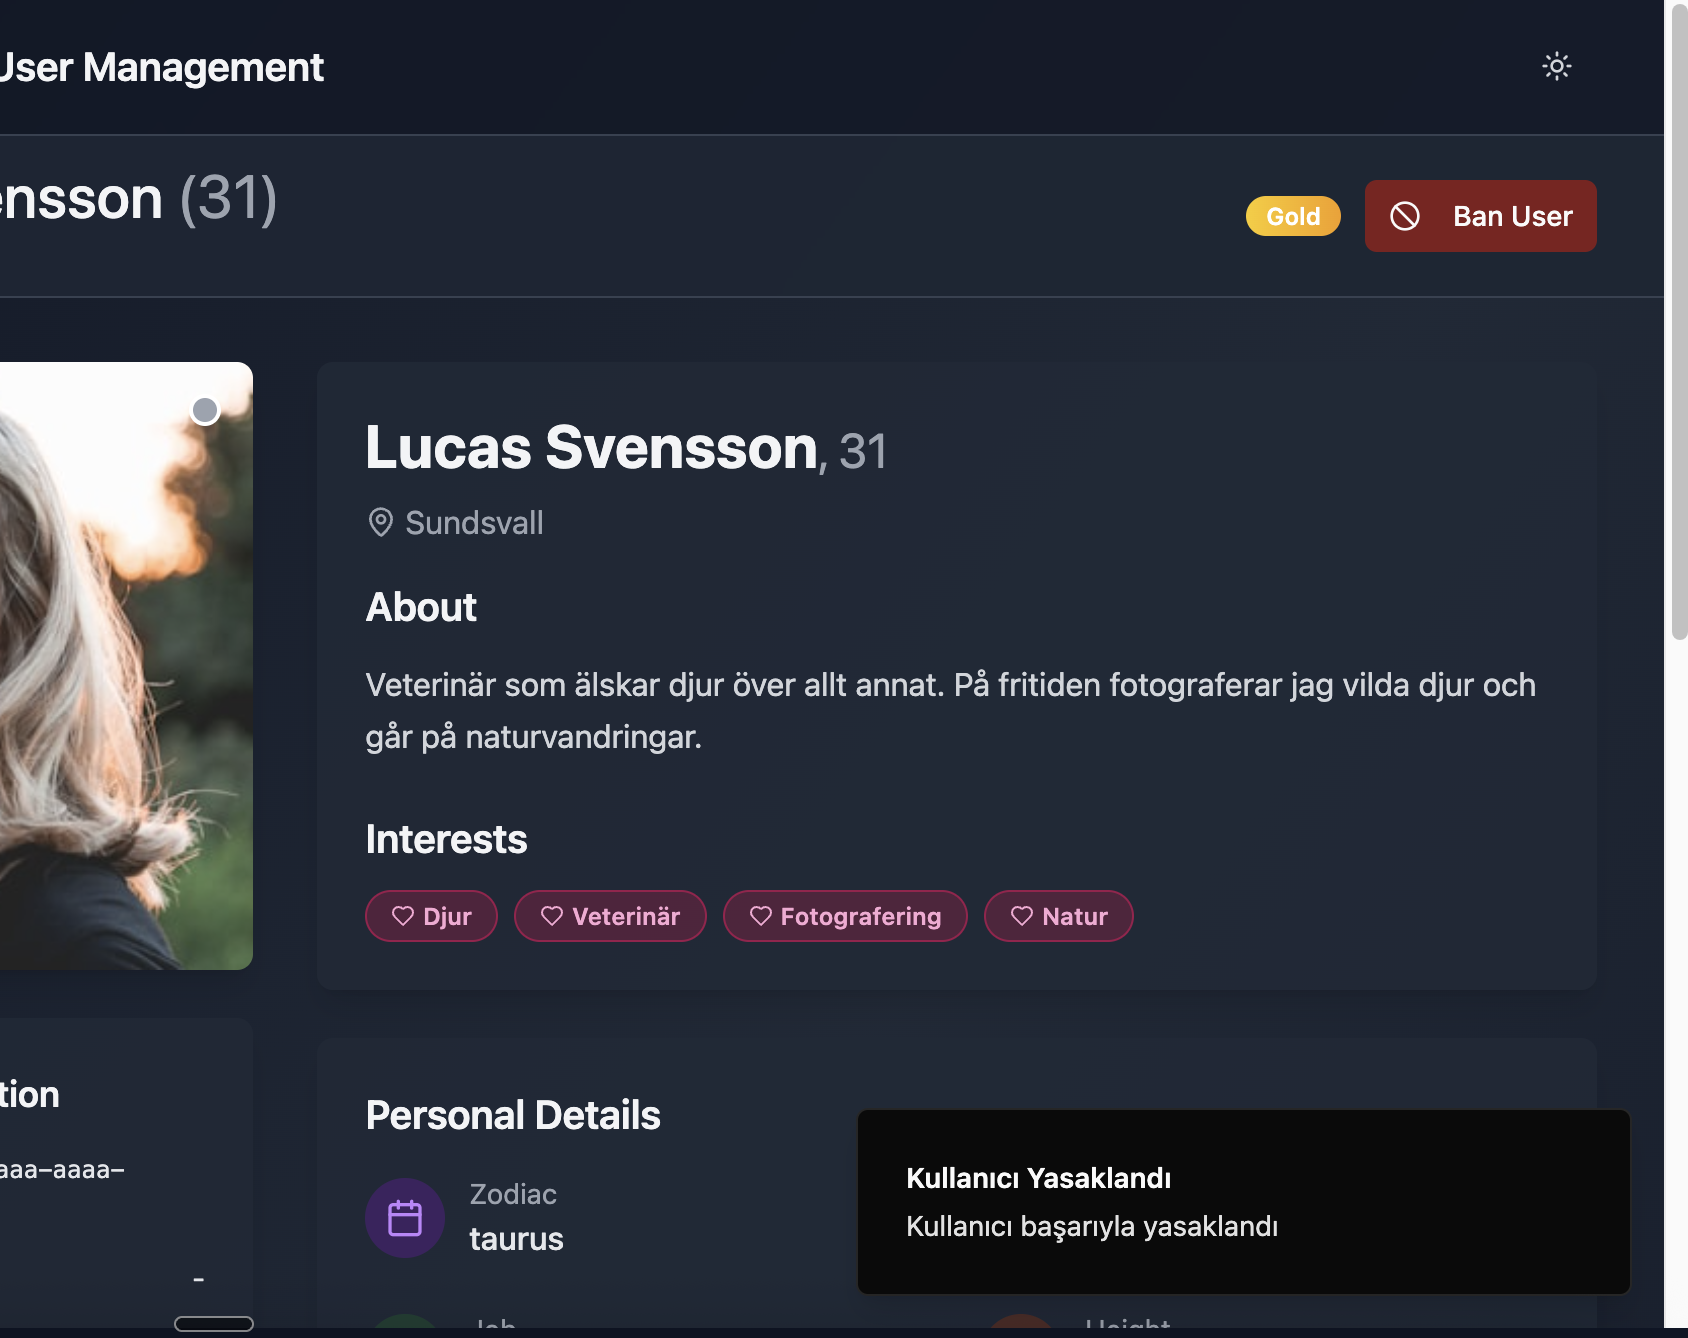 User Management
ensson (31)
Gold
Ban User
Lucas Svensson, 31
Sundsvall
About
Veterinär som älskar djur över allt annat. På fritiden fotograferar jag vilda djur och
går på naturvandringar.
Interests
Djur
Veterinär
Fotografering
Natur
tion
aaa–aaaa–
-
Personal Details
Zodiac
taurus
Job
Height
Kullanıcı Yasaklandı
Kullanıcı başarıyla yasaklandı